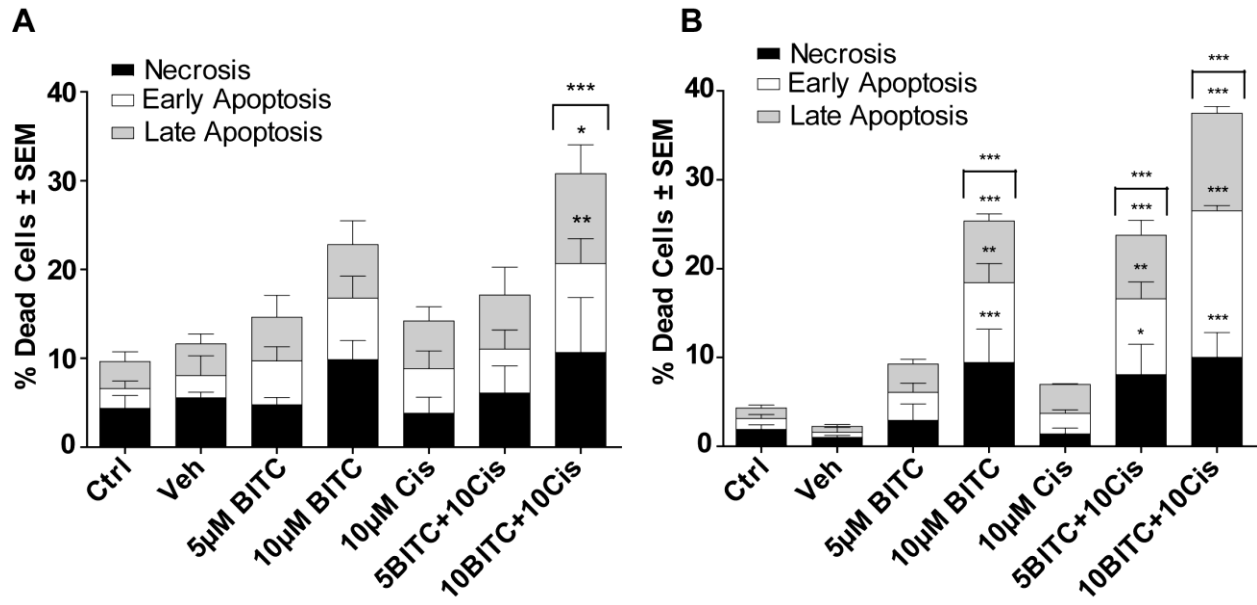 A
Necrosis
Early Apoptosis
Late Apoptosis
% Dead Cells ± SEM
40
30
20
10
0
***
*
**
Ctrl
Veh
5µM BITC
10µM BITC
10µM Cis
5BITC+10Cis
10BITC+10Cis
B
Necrosis
Early Apoptosis
Late Apoptosis
% Dead Cells ± SEM
40
30
20
10
0
***
***
**
***
***
***
**
*
***
***
***
***
Ctrl
Veh
5µM BITC
10µM BITC
10µM Cis
5BITC+10Cis
10BITC+10Cis